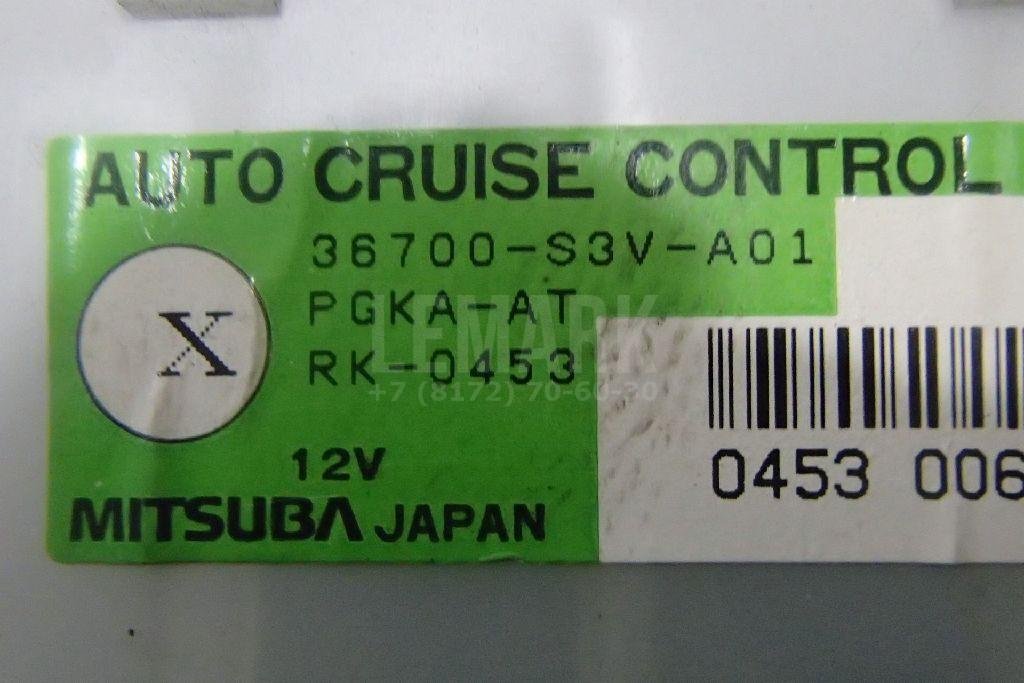 AUTO CRUISE CONTROL
36700-S3V-A01
PGKA-AT
RK-0453
X
LEMARK
+7 (8172) 70-60-30
12V
0453 006
MITSUBA JAPAN